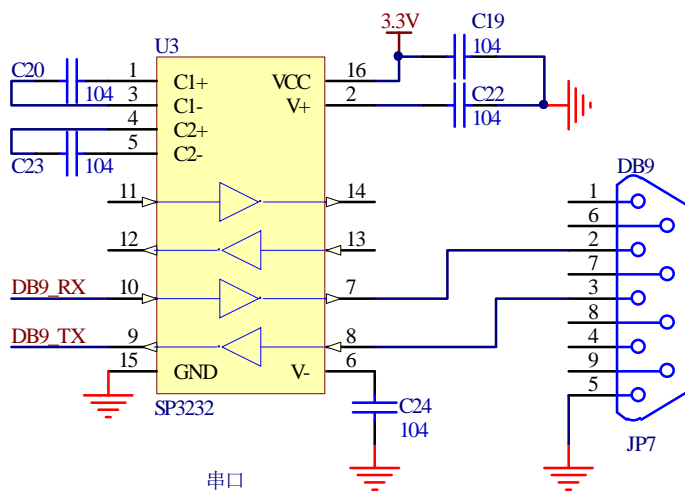 3.3V
C19
104
U3
C20
104
1
C1+
VCC
16
3
C1-
V+
2
C22
104
4
C2+
C23
104
5
C2-
DB9
11
14
1
6
12
13
2
7
DB9_RX
10
7
3
8
DB9_TX
9
8
4
9
15
GND
V-
6
5
SP3232
C24
104
JP7
串口